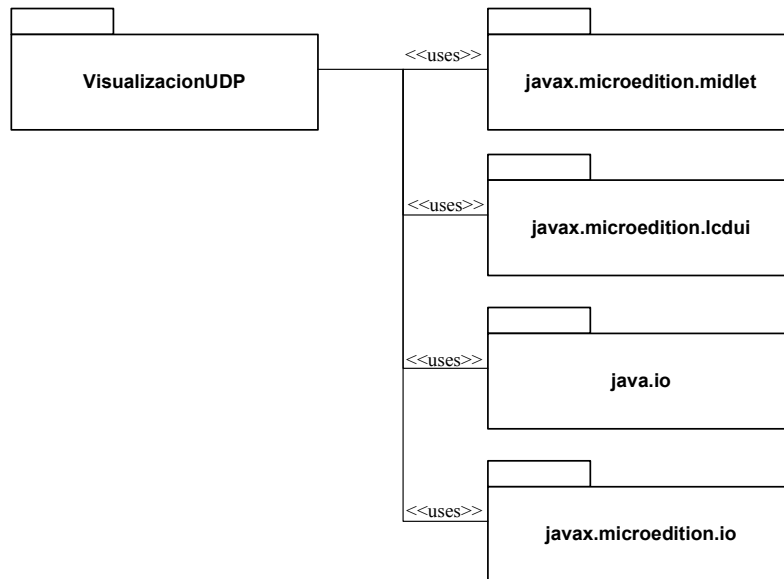 VisualizacionUDP
<<uses>>
javax.microedition.midlet
<<uses>>
javax.microedition.lcdui
<<uses>>
java.io
<<uses>>
javax.microedition.io